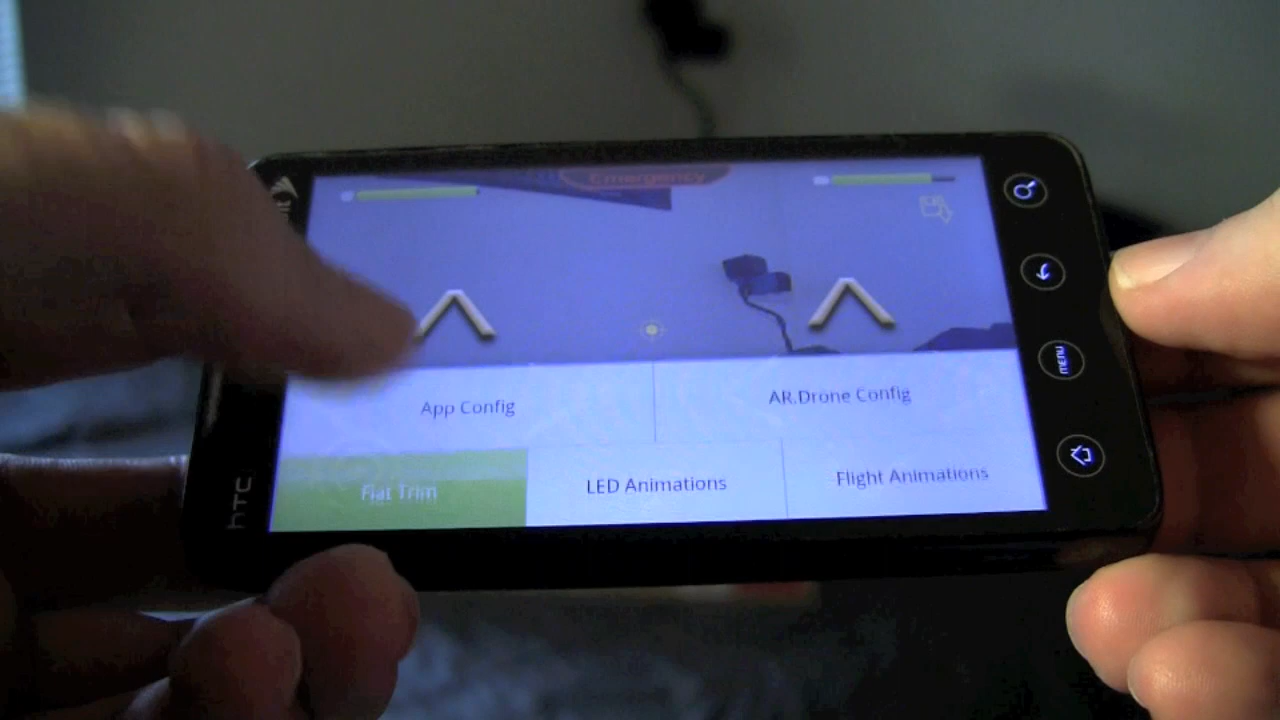 Emergency
App Config
AR.Drone Config
Flat Trim
LED Animations
Flight Animations
MENU
HTC